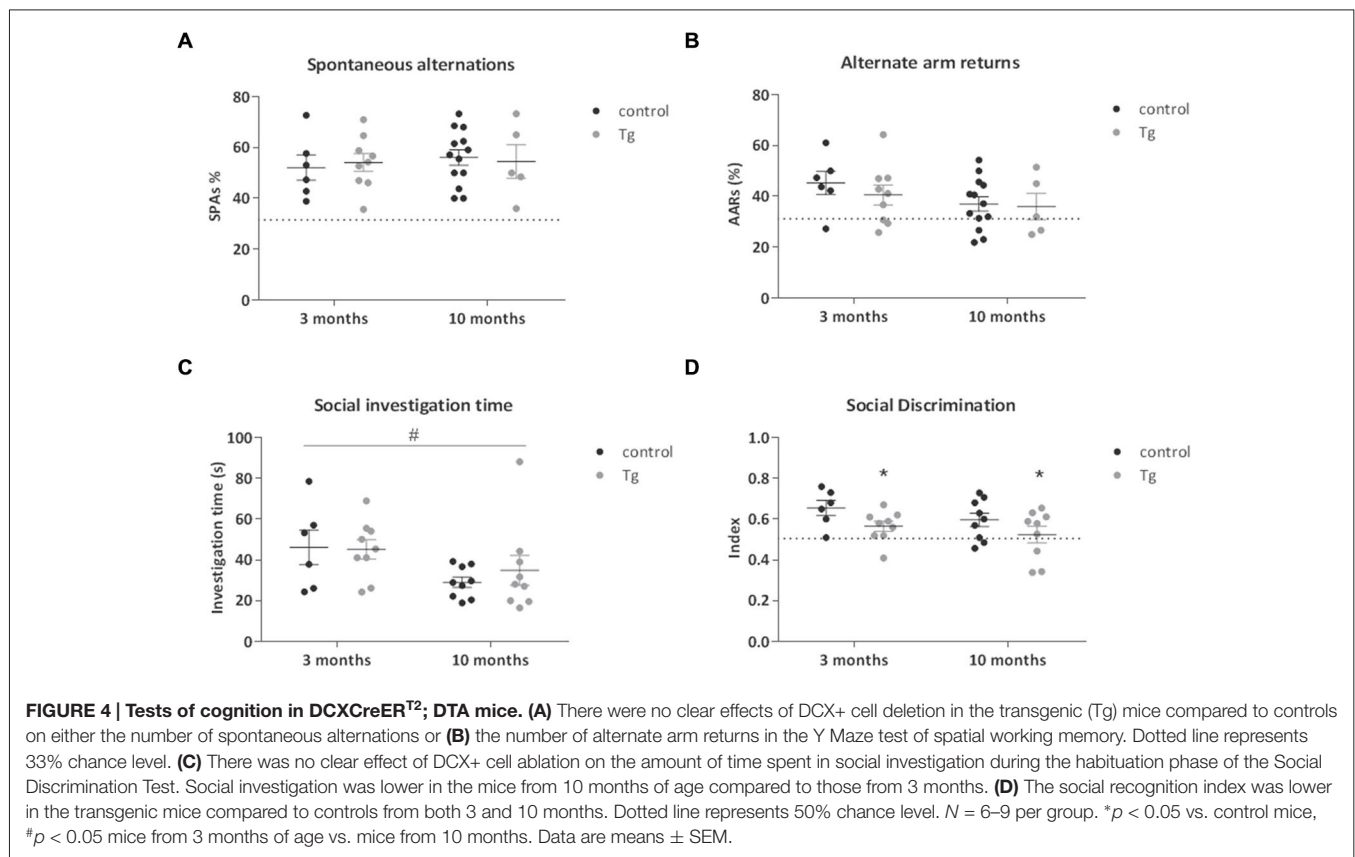 A
Spontaneous alternations
80
60
40
20
0
SPAs %
3 months
10 months
control
Tg
B
Alternate arm returns
80
60
40
20
0
AARs (%)
3 months
10 months
control
Tg
C
Social investigation time
#
100
80
60
40
20
0
Investigation time (s)
3 months
10 months
control
Tg
D
Social Discrimination
1.0
0.8
0.6
0.4
0.2
0.0
Index
* *
3 months
10 months
control
Tg
FIGURE 4 | Tests of cognition in DCXCreERT2; DTA mice. (A) There were no clear effects of DCX+ cell deletion in the transgenic (Tg) mice compared to controls
on either the number of spontaneous alternations or (B) the number of alternate arm returns in the Y Maze test of spatial working memory. Dotted line represents
33% chance level. (C) There was no clear effect of DCX+ cell ablation on the amount of time spent in social investigation during the habituation phase of the Social
Discrimination Test. Social investigation was lower in the mice from 10 months of age compared to those from 3 months. (D) The social recognition index was lower
in the transgenic mice compared to controls from both 3 and 10 months. Dotted line represents 50% chance level. N = 6–9 per group. *p < 0.05 vs. control mice,
#p < 0.05 mice from 3 months of age vs. mice from 10 months. Data are means ± SEM.